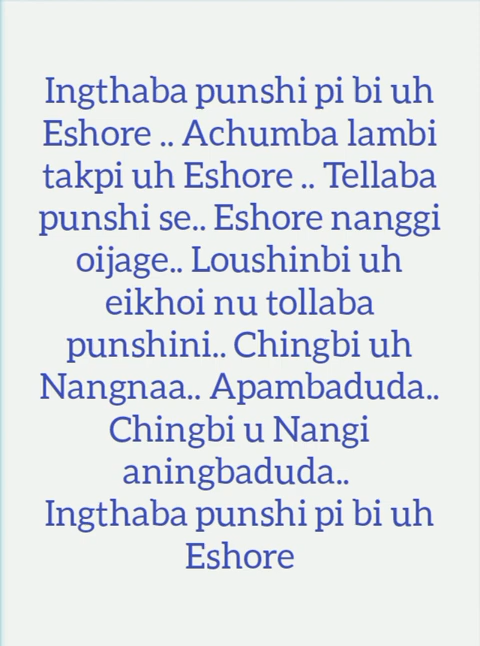 Ingthaba punshi pi bi uh
Eshore .. Achumba lambi
takpi uh Eshore .. Tellaba
punshi se.. Eshore nanggi
oijage.. Loushinbi uh
eikhoi nu tollaba
punshini.. Chingbi uh
Nangnaa.. Apambaduda..
Chingbi u Nangi
aningbaduda..
Ingthaba punshi pi bi uh
Eshore